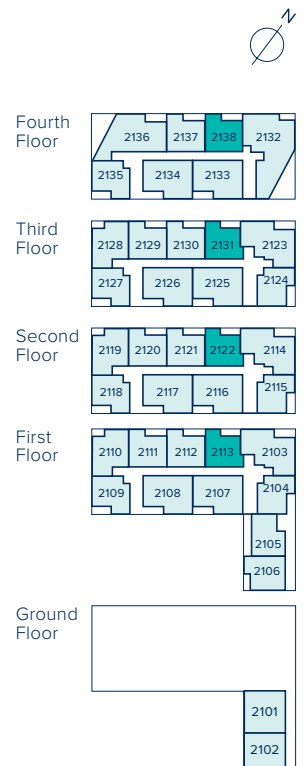 N
Fourth
Floor
2136 2137 2138 2132
2135 2134 2133
Third
Floor
2128 2129 2130 2131 2123
2127 2126 2125 2124
Second
Floor
2119 2120 2121 2122 2114
2118 2117 2116 2115
First
Floor
2110 2111 2112 2113 2103
2109 2108 2107 2104
2105
2106
Ground
Floor
2101
2102